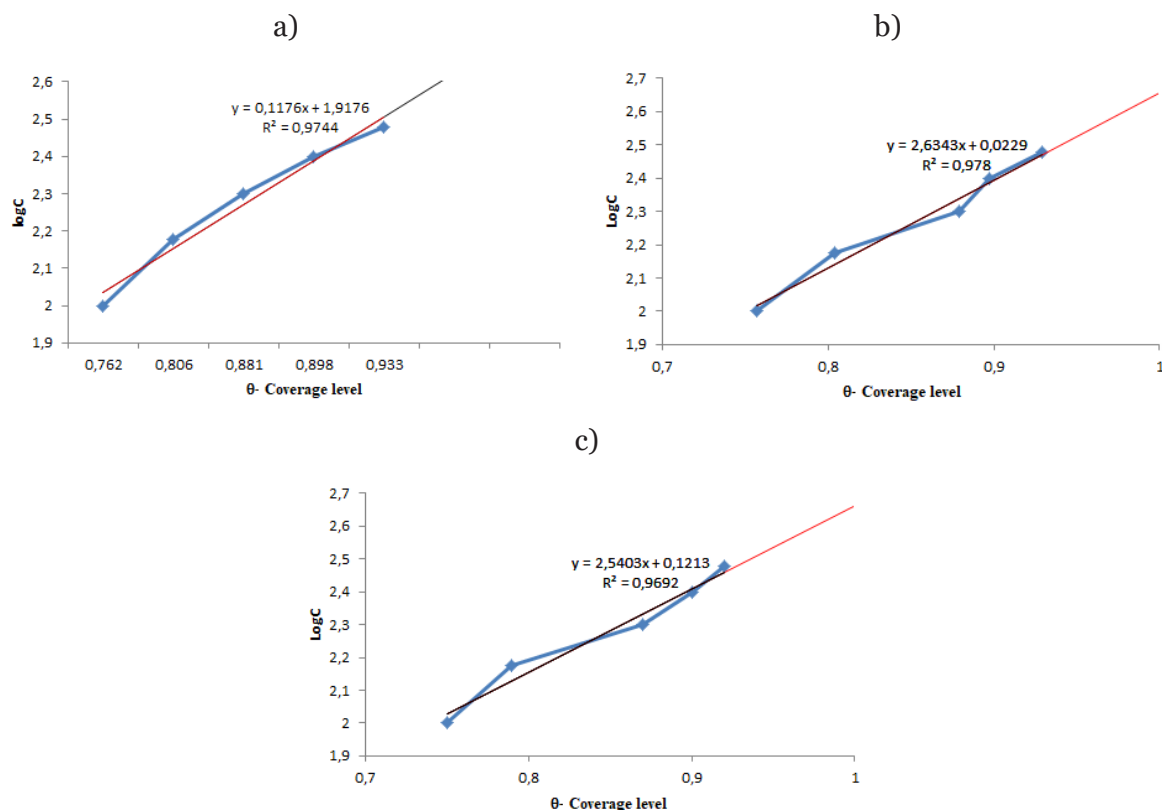 a)
2,6
2,5
2,4
2,3
2,2
2,1
2
1,9
logC
y = 0,1176x + 1,9176
R² = 0,9744
0,762 0,806 0,881 0,898 0,933
θ- Coverage level
b)
2,7
2,6
2,5
2,4
2,3
2,2
2,1
2
1,9
LogC
y = 2,6343x + 0,0229
R² = 0,978
0,7 0,8 0,9 1
θ- Coverage level
c)
2,7
2,6
2,5
2,4
2,3
2,2
2,1
2
1,9
LogC
y = 2,5403x + 0,1213
R² = 0,9692
0,7 0,8 0,9 1
θ- Coverage level